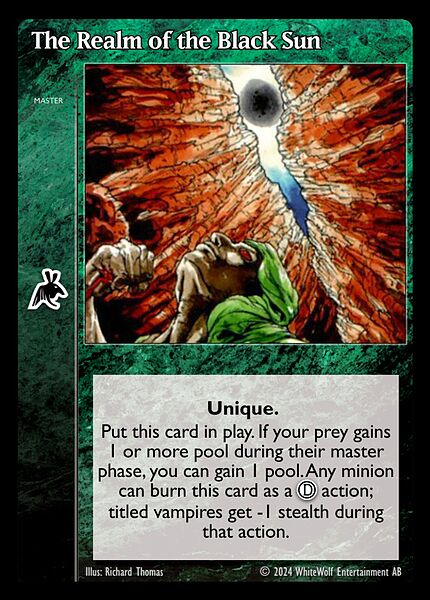 The Realm of the Black Sun
MASTER
Unique.
Put this card in play. If your prey gains
1 or more pool during their master
phase, you can gain 1 pool. Any minion
can burn this card as a Ⓓ action;
titled vampires get -1 stealth during
that action.
Illus: Richard Thomas
© 2024 WhiteWolf Entertainment AB